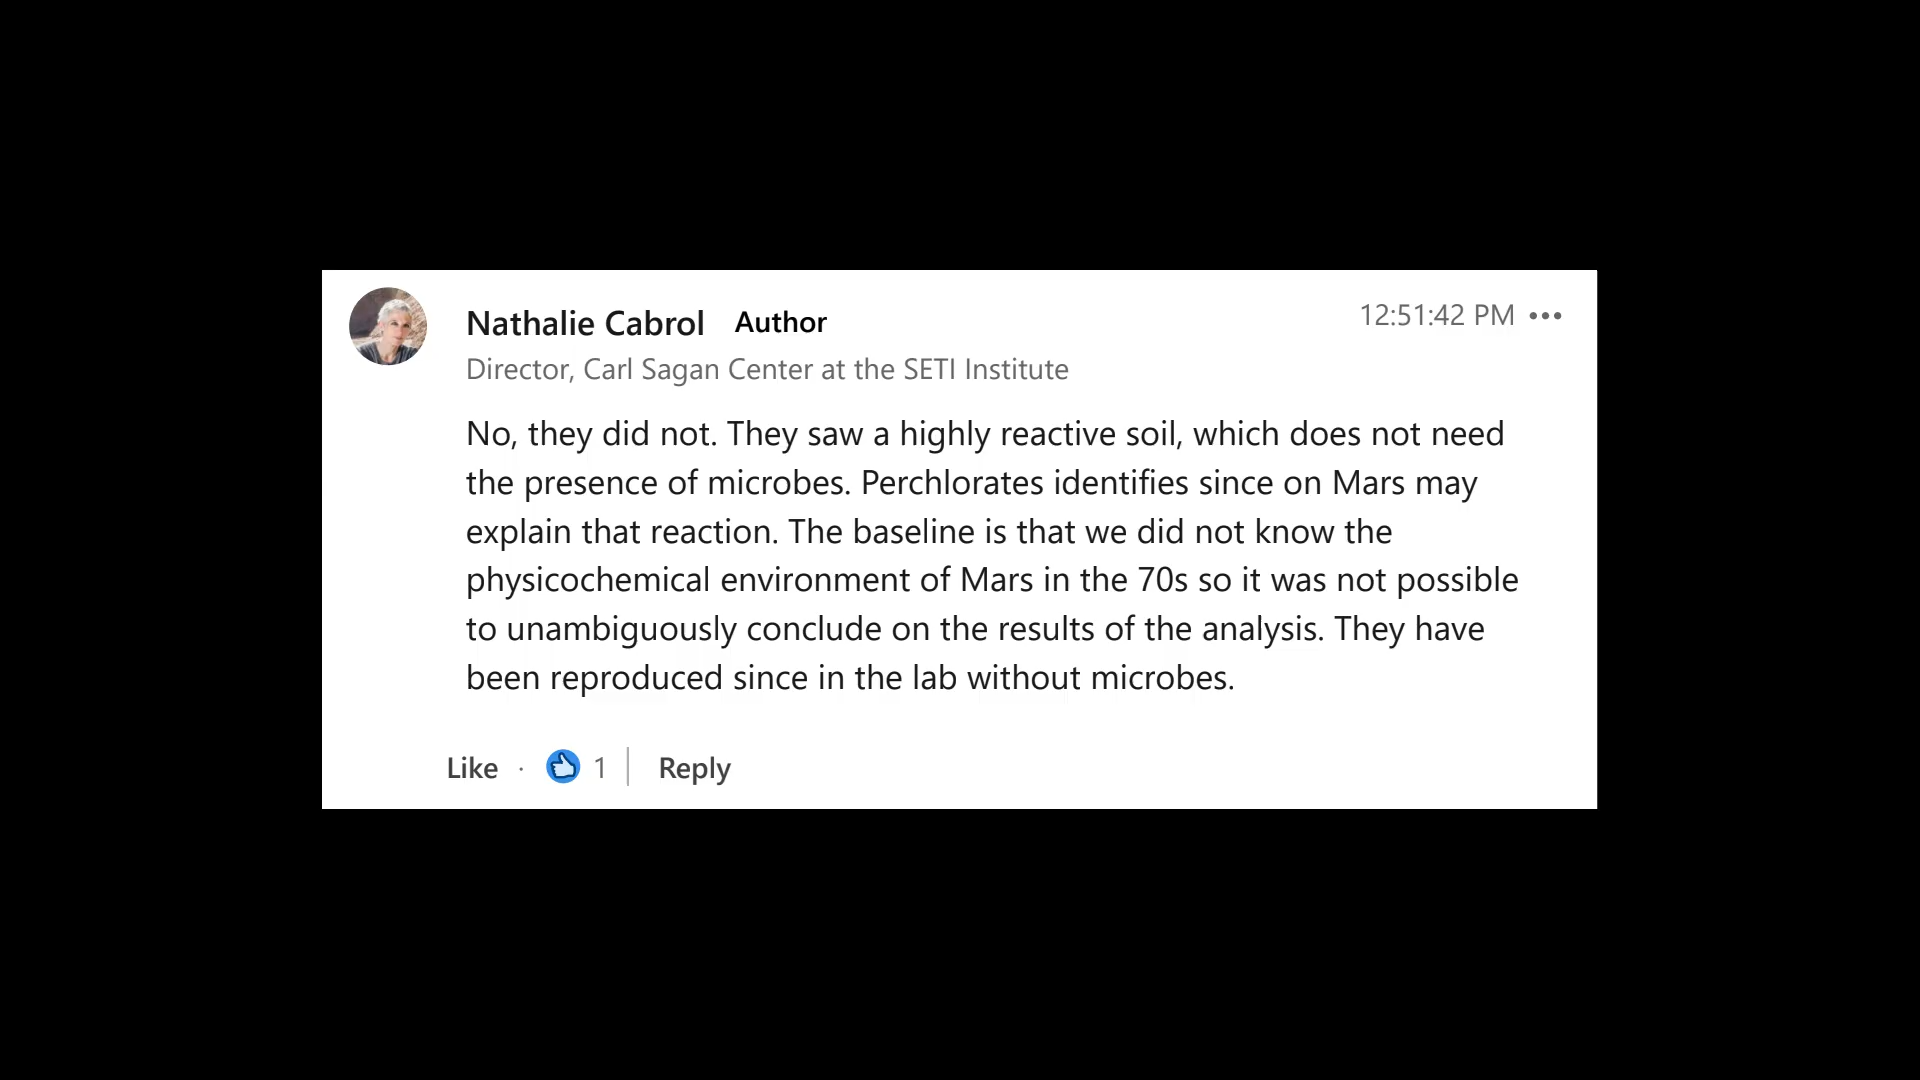 Nathalie Cabrol Author 12:51:42 PM •••
Director, Carl Sagan Center at the SETI Institute
No, they did not. They saw a highly reactive soil, which does not need
the presence of microbes. Perchlorates identifies since on Mars may
explain that reaction. The baseline is that we did not know the
physicochemical environment of Mars in the 70s so it was not possible
to unambiguously conclude on the results of the analysis. They have
been reproduced since in the lab without microbes.
Like · 1 | Reply